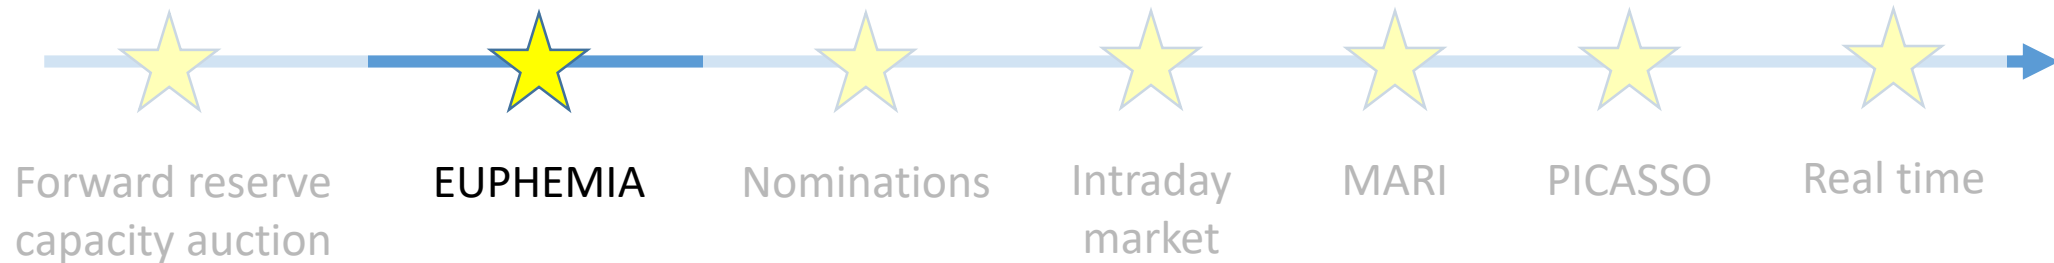 Forward reserve
capacity auction
EUPHEMIA
Nominations
Intraday
market
MARI
PICASSO
Real time